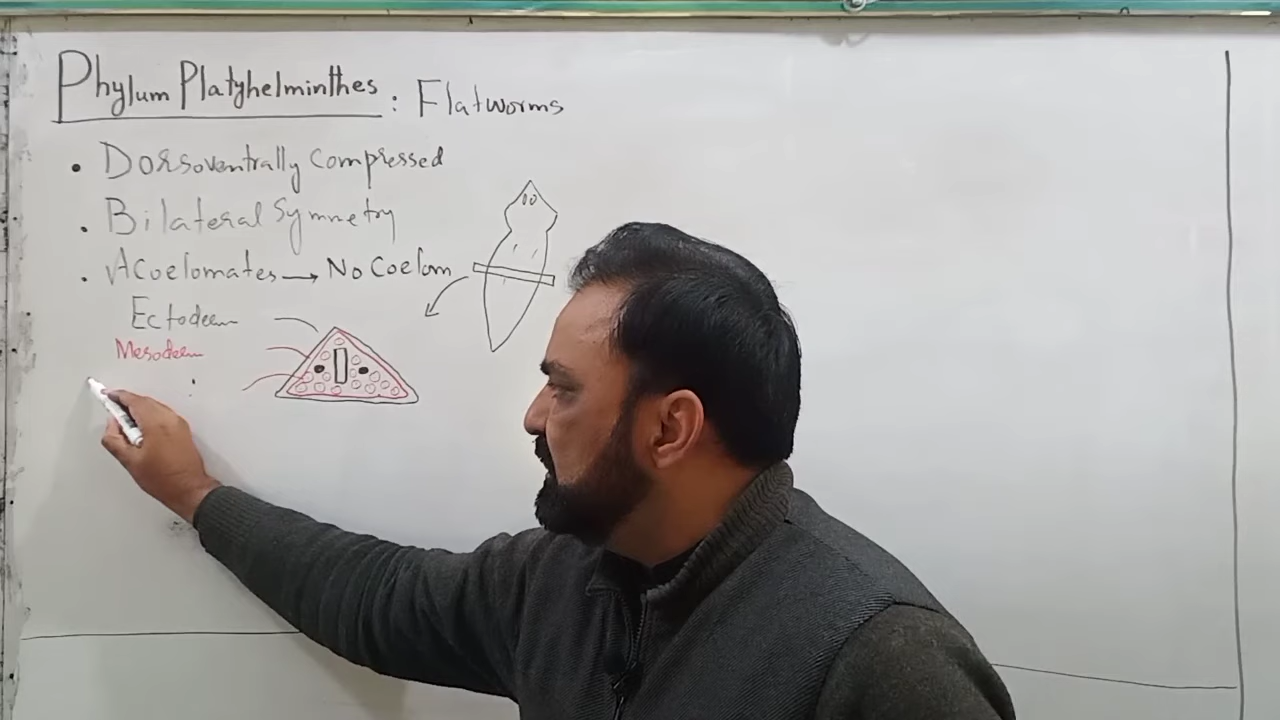 Phylum Platyhelminthes : Flatworms
• Dorsoventrally Compressed
• Bilateral Symmetry
• Acoelomates → No Coelom
Ectoderm
Mesoderm